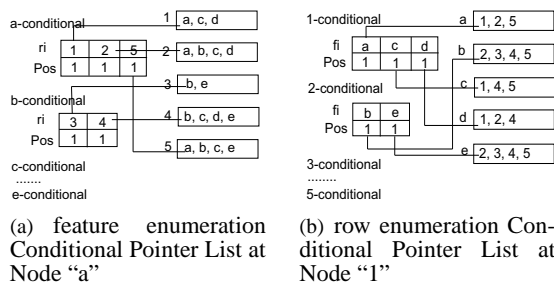 a-conditional
1
a, c, d
ri
1 2 5
2
a, b, c, d
Pos
1 1 1
3
b, e
b-conditional
ri
3 4
4
b, c, d, e
Pos
1 1
5
a, b, c, e
c-conditional
.......
e-conditional
(a) feature enumeration
Conditional Pointer List at
Node “a”
1-conditional
a
1, 2, 5
fi
a c d
b
2, 3, 4, 5
Pos
1 1 1
c
1, 4, 5
2-conditional
fi
b e
d
1, 2, 4
Pos
1 1
e
2, 3, 4, 5
3-conditional
........
5-conditional
(b) row enumeration Con-
ditional Pointer List at
Node “1”